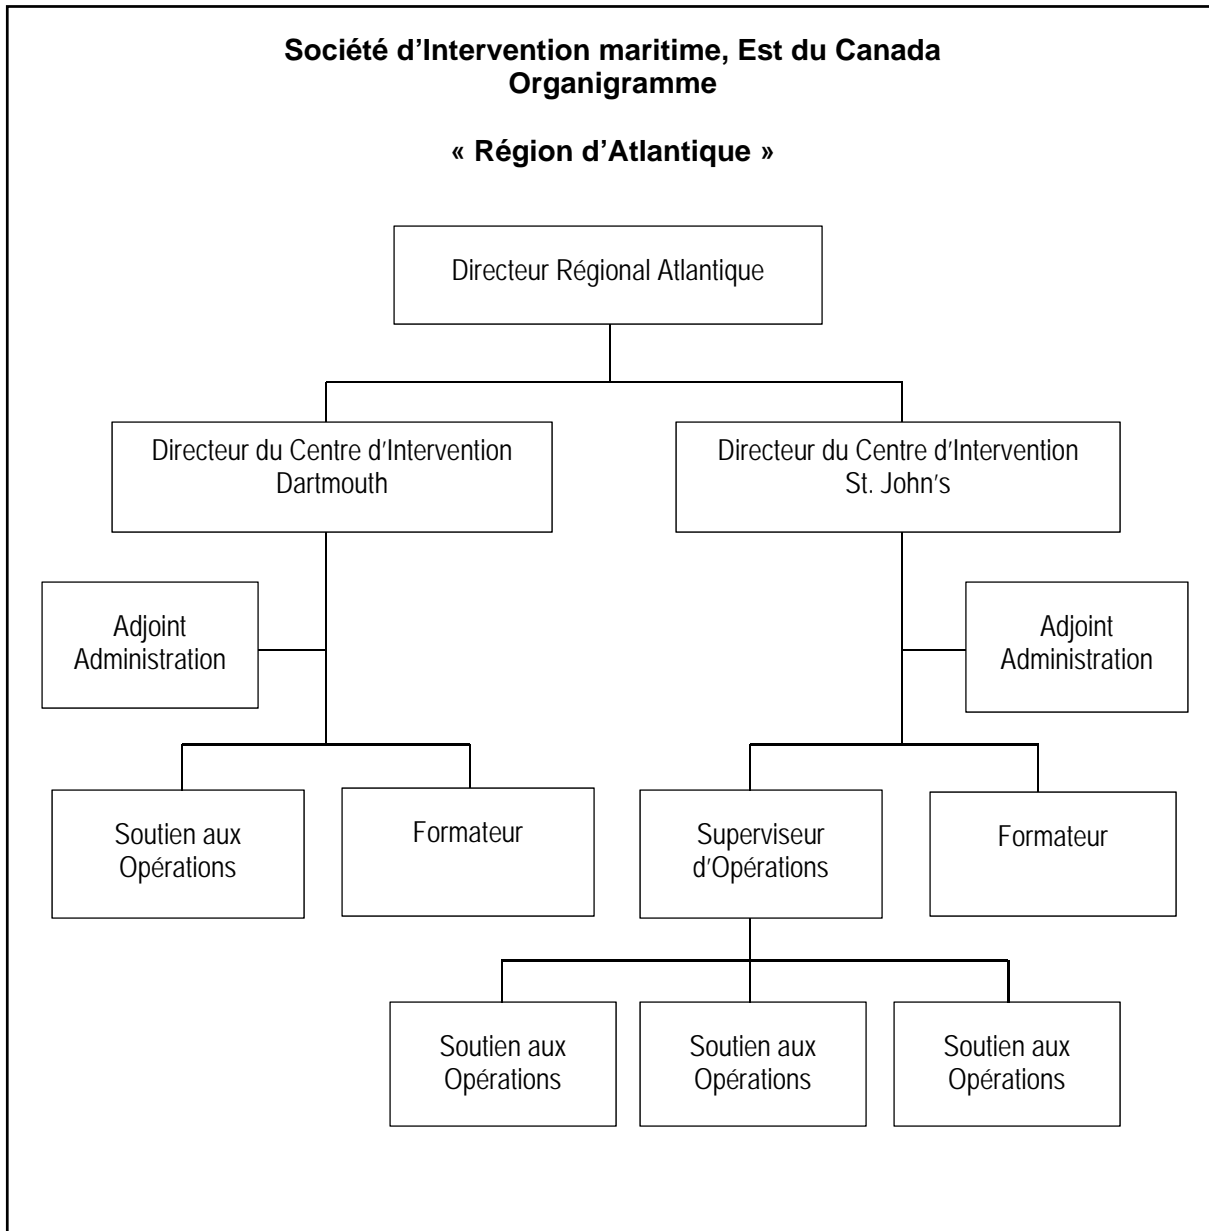 Société d’Intervention maritime, Est du Canada
Organigramme
« Région d’Atlantique »
Directeur Régional Atlantique
Directeur du Centre d’Intervention
Dartmouth
Directeur du Centre d’Intervention
St. John’s
Adjoint
Administration
Adjoint
Administration
Soutien aux
Opérations
Formateur
Superviseur
d’Opérations
Formateur
Soutien aux
Opérations
Soutien aux
Opérations
Soutien aux
Opérations